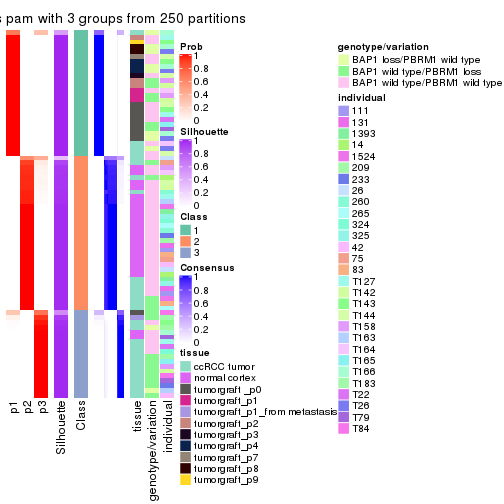 s pam with 3 groups from 250 partitions
Prob
1
0.8
0.6
0.4
0.2
0
Silhouette
1
0.8
0.6
0.4
0.2
0
Class
1
2
3
Consensus
1
0.8
0.6
0.4
0.2
0
tissue
ccRCC tumor
normal cortex
tumorgraft_p0
tumorgraft_p1
tumorgraft_p1_from metastasis
tumorgraft_p2
tumorgraft_p3
tumorgraft_p4
tumorgraft_p7
tumorgraft_p8
tumorgraft_p9
genotype/variation
BAP1 loss/PBRM1 wild type
BAP1 wild type/PBRM1 loss
BAP1 wild type/PBRM1 wild type
individual
111
131
1393
14
1524
209
233
26
260
265
324
325
42
75
83
T127
T142
T143
T144
T158
T163
T164
T165
T166
T183
T22
T26
T79
T84
p1
p2
p3
Silhouette
Class
tissue
genotype/variation
individual